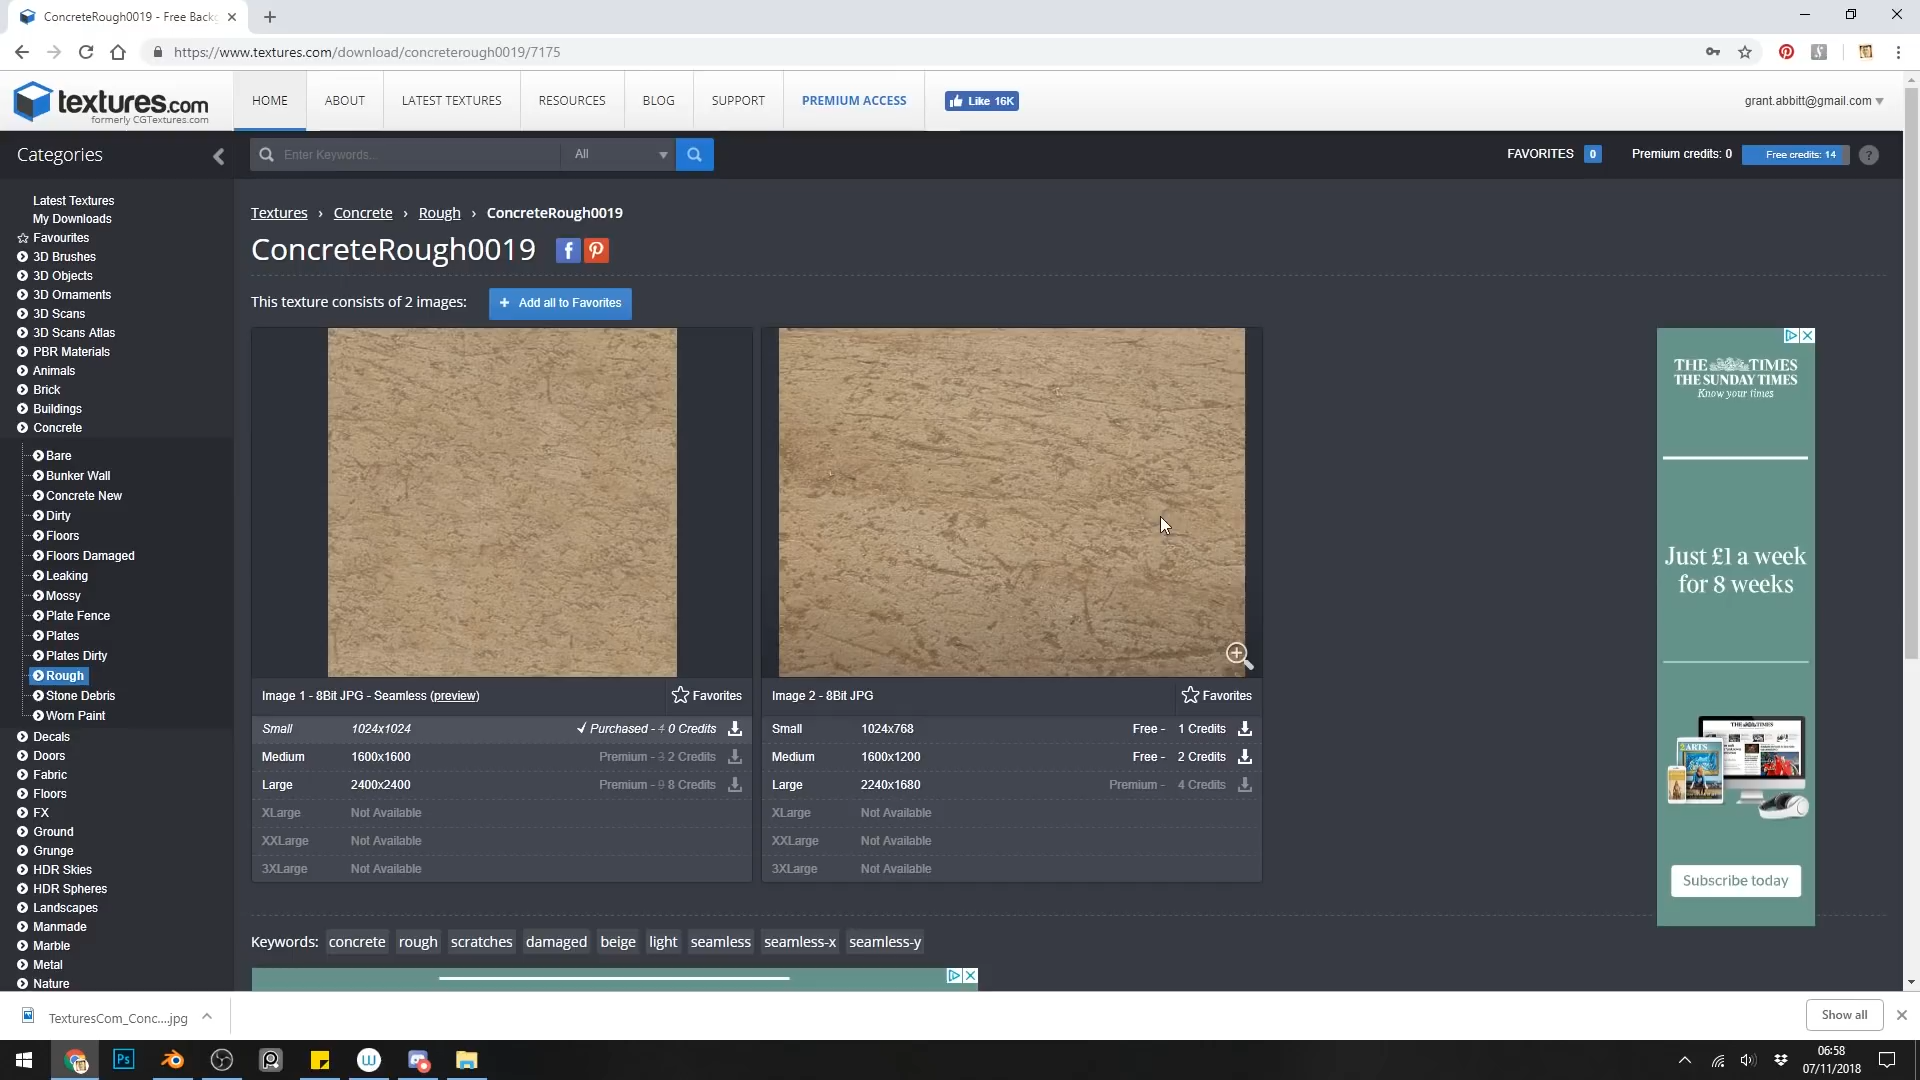 ConcreteRough0019 - Free Backg
https://www.textures.com/download/concreterough0019/7175
textures.com
formerly CGTextures.com
HOME ABOUT LATEST TEXTURES RESOURCES BLOG SUPPORT PREMIUM ACCESS Like 16K grant.abbitt@gmail.com
Categories Enter Keywords... All FAVORITES 0 Premium credits: 0 Free credits: 14 ?
Latest Textures
My Downloads
Favourites
3D Brushes
3D Objects
3D Ornaments
3D Scans
3D Scans Atlas
PBR Materials
Animals
Brick
Buildings
Concrete
Bare
Bunker Wall
Concrete New
Dirty
Floors
Floors Damaged
Leaking
Mossy
Plate Fence
Plates
Plates Dirty
Rough
Stone Debris
Worn Paint
Decals
Doors
Fabric
Floors
FX
Ground
Grunge
HDR Skies
HDR Spheres
Landscapes
Manmade
Marble
Metal
Nature
Textures › Concrete › Rough › ConcreteRough0019
ConcreteRough0019
This texture consists of 2 images: + Add all to Favorites
Image 1 - 8Bit JPG - Seamless (preview) Favorites
Small 1024x1024 Purchased - 4 0 Credits
Medium 1600x1600 Premium - 3 2 Credits
Large 2400x2400 Premium - 9 8 Credits
XLarge Not Available
XXLarge Not Available
3XLarge Not Available
Image 2 - 8Bit JPG Favorites
Small 1024x768 Free - 1 Credits
Medium 1600x1200 Free - 2 Credits
Large 2240x1680 Premium - 4 Credits
XLarge Not Available
XXLarge Not Available
3XLarge Not Available
Keywords: concrete rough scratches damaged beige light seamless seamless-x seamless-y
THE TIMES
THE SUNDAY TIMES
Know your times
Just £1 a week
for 8 weeks
Subscribe today
TexturesCom_Conc....jpg Show all
Ps
06:58
07/11/2018